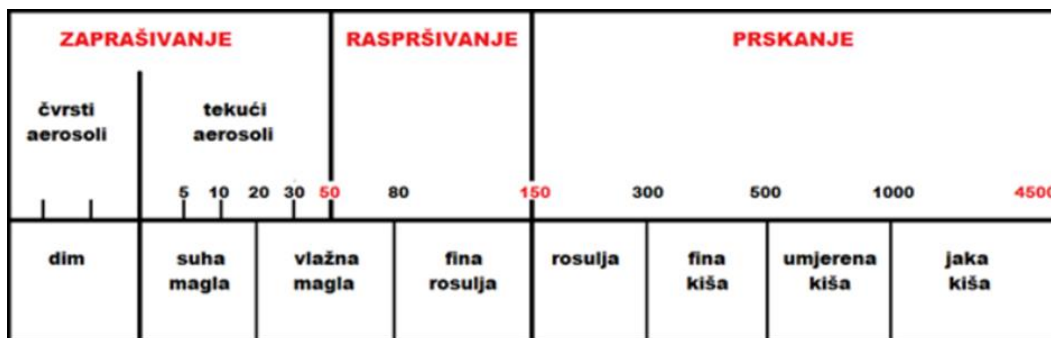 ZAPRAŠIVANJE RASPRŠIVANJE PRSKANJE
čvrsti aerosoli
tekući aerosoli
5 10 20 30 50 80 150 300 500 1000 4500
dim
suha magla
vlažna magla
fina rosulja
rosulja
fina kiša
umjerena kiša
jaka kiša